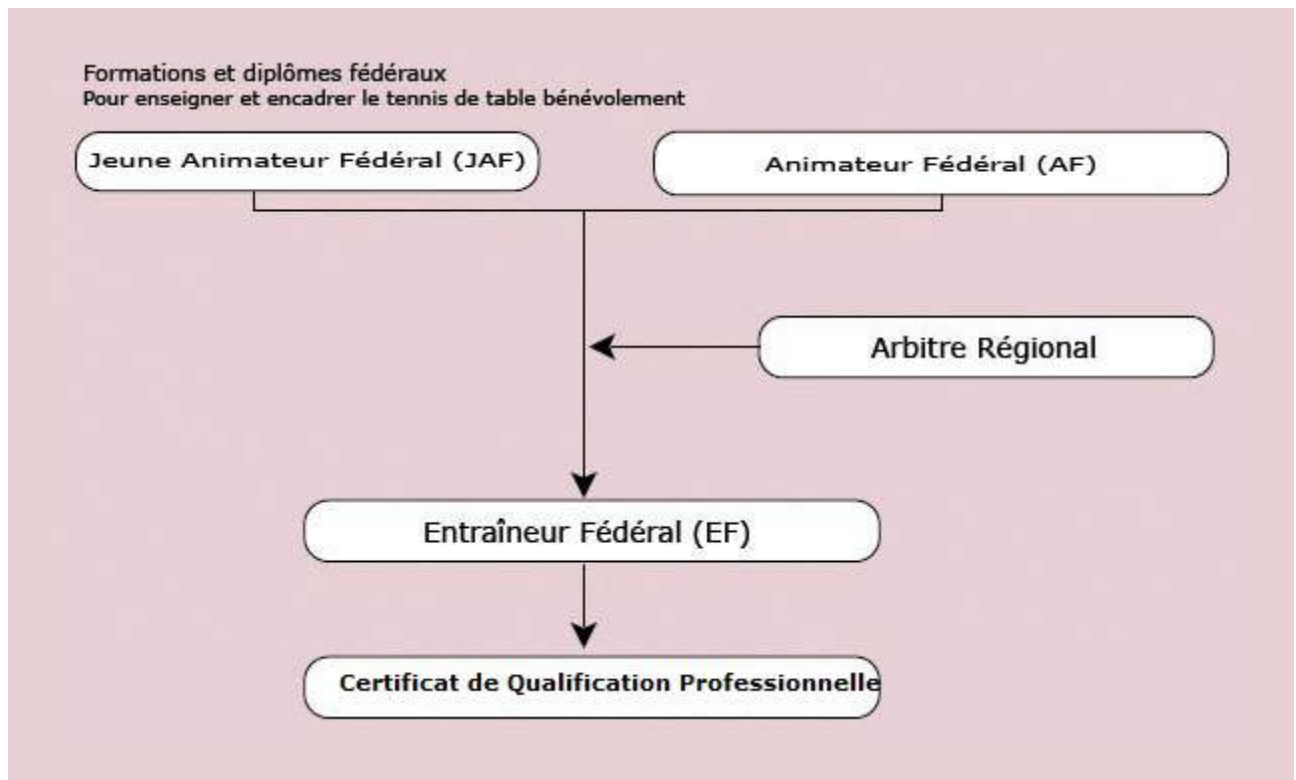 Formations et diplômes fédéraux
Pour enseigner et encadrer le tennis de table bénévolement
Jeune Animateur Fédéral (JAF)
Animateur Fédéral (AF)
Arbitre Régional
Entraîneur Fédéral (EF)
Certificat de Qualification Professionnelle